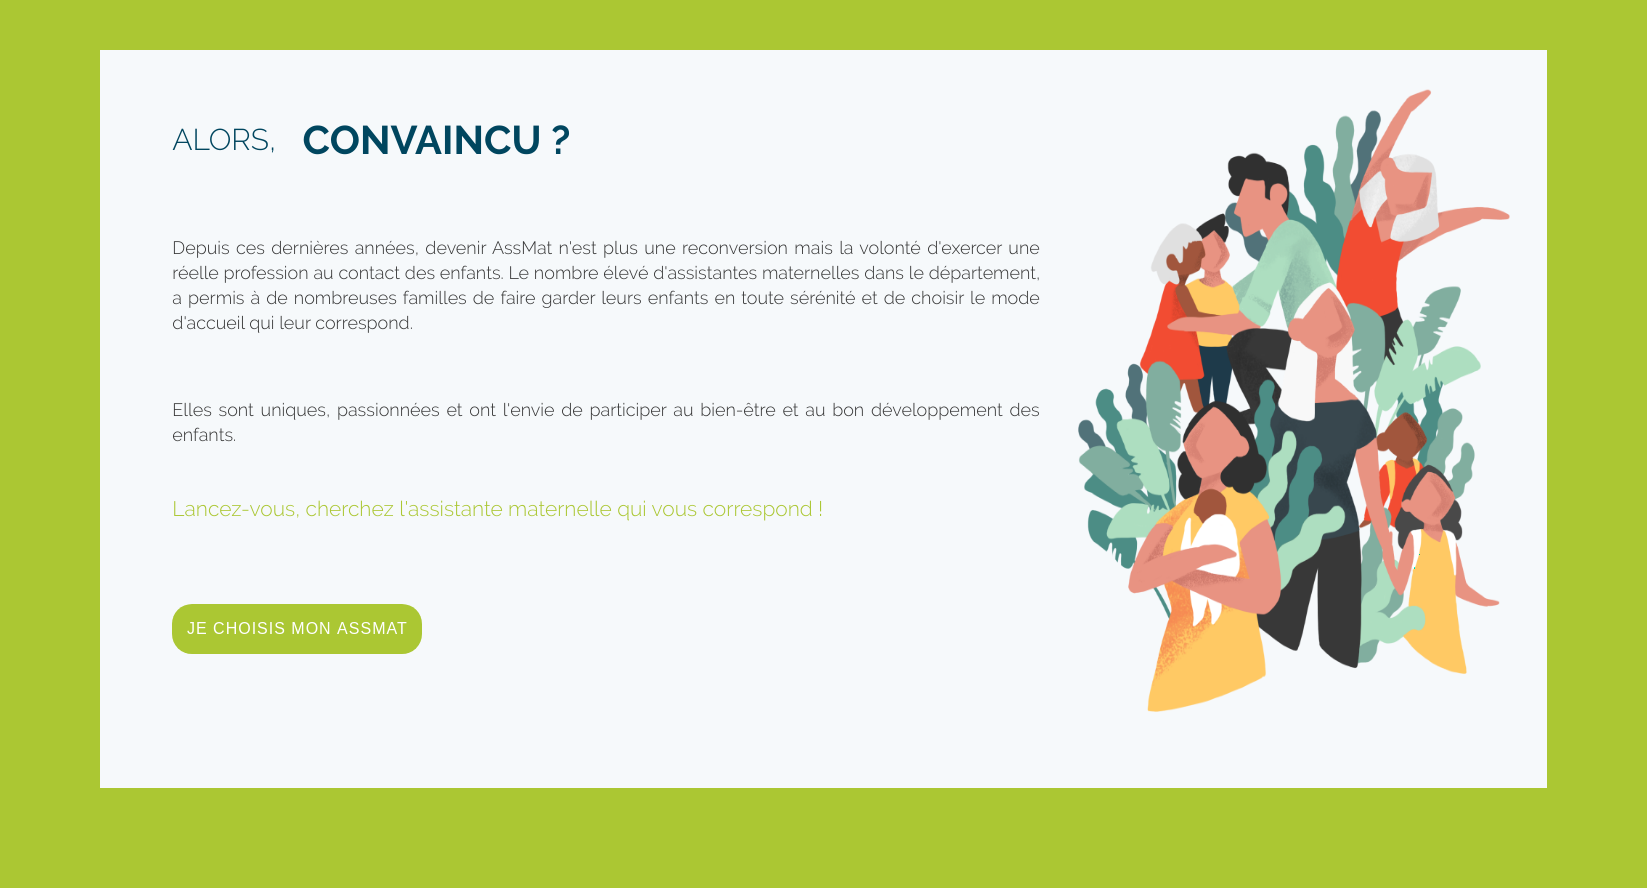 ALORS, CONVAINCU ?
Depuis ces dernières années, devenir AssMat n'est plus une reconversion mais la volonté d'exercer une
réelle profession au contact des enfants. Le nombre élevé d'assistantes maternelles dans le département,
a permis à de nombreuses familles de faire garder leurs enfants en toute sérénité et de choisir le mode
d'accueil qui leur correspond.
Elles sont uniques, passionnées et ont l'envie de participer au bien-être et au bon développement des
enfants.
Lancez-vous, cherchez l'assistante maternelle qui vous correspond !
JE CHOISIS MON ASSMAT